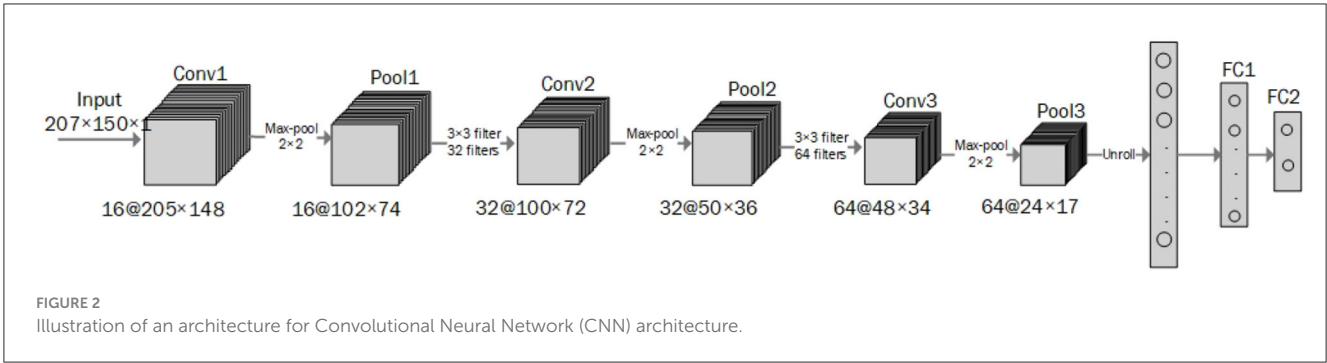 Input
207×150×1
Conv1
16@205×148
Max-pool
2×2
Pool1
16@102×74
3×3 filter
32 filters
Conv2
32@100×72
Max-pool
2×2
Pool2
32@50×36
3×3 filter
64 filters
Conv3
64@48×34
Max-pool
2×2
Pool3
64@24×17
Unroll
FC1
FC2
FIGURE 2
Illustration of an architecture for Convolutional Neural Network (CNN) architecture.